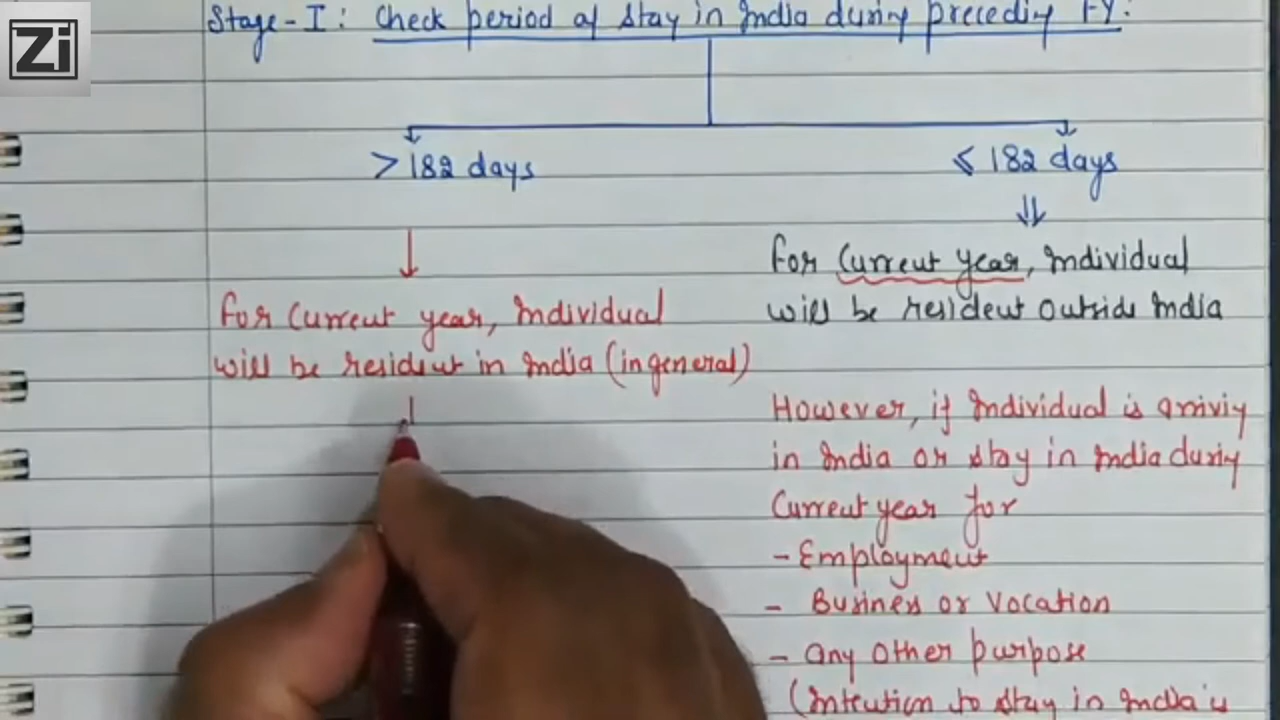 Zi
Stage-I: Check period of stay in India during preceding FY:
> 182 days
≤ 182 days
For Current year, Individual
will be resident in India (in general)
For Current year, Individual
will be resident outside India
However, if Individual is arriving
in India or stay in India during
Current year for
- Employment
- Business or Vocation
- any other purpose
(Intention to stay in India is